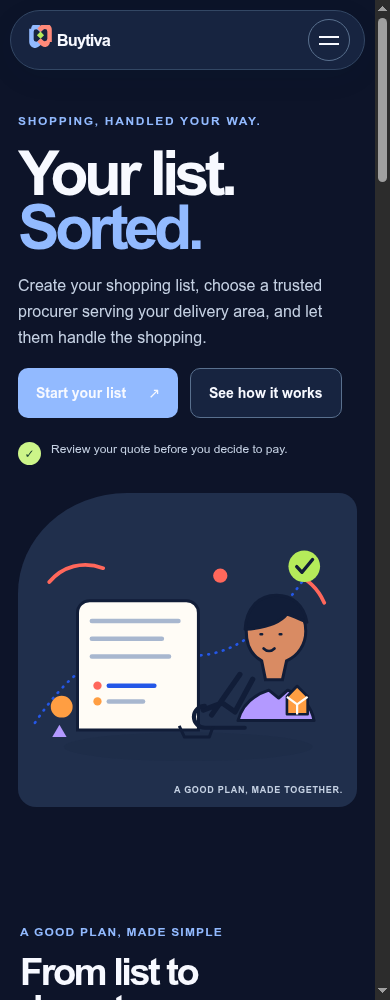 Buytiva
SHOPPING, HANDLED YOUR WAY.
Your list.
Sorted.
Create your shopping list, choose a trusted
procurer serving your delivery area, and let
them handle the shopping.
Start your list ↗
See how it works
✓ Review your quote before you decide to pay.
A GOOD PLAN, MADE TOGETHER.
A GOOD PLAN, MADE SIMPLE
From list to